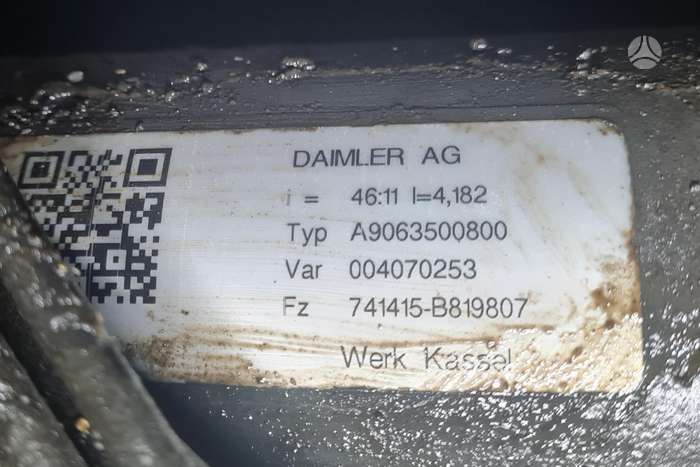 DAIMLER AG
i = 46:11 I=4,182
Typ A9063500800
Var 004070253
Fz 741415-B819807
Werk Kassel